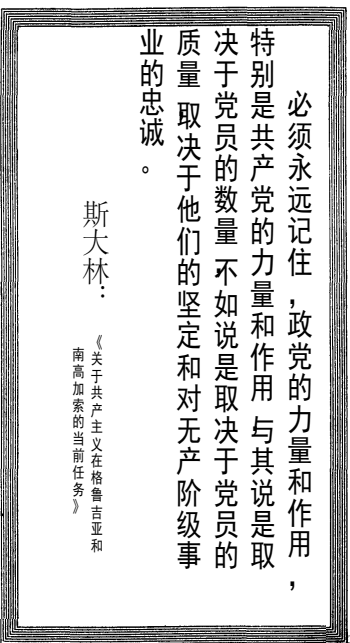 必须永远记住,政党的力量和作用,
特别是共产党的力量和作用,与其说是取
决于党员的数量,不如说是取决于党员的
质量,取决于他们的坚定和对无产阶级事
业的忠诚。
斯大林:
《关于共产主义在格鲁吉亚和
南高加索的当前任务》